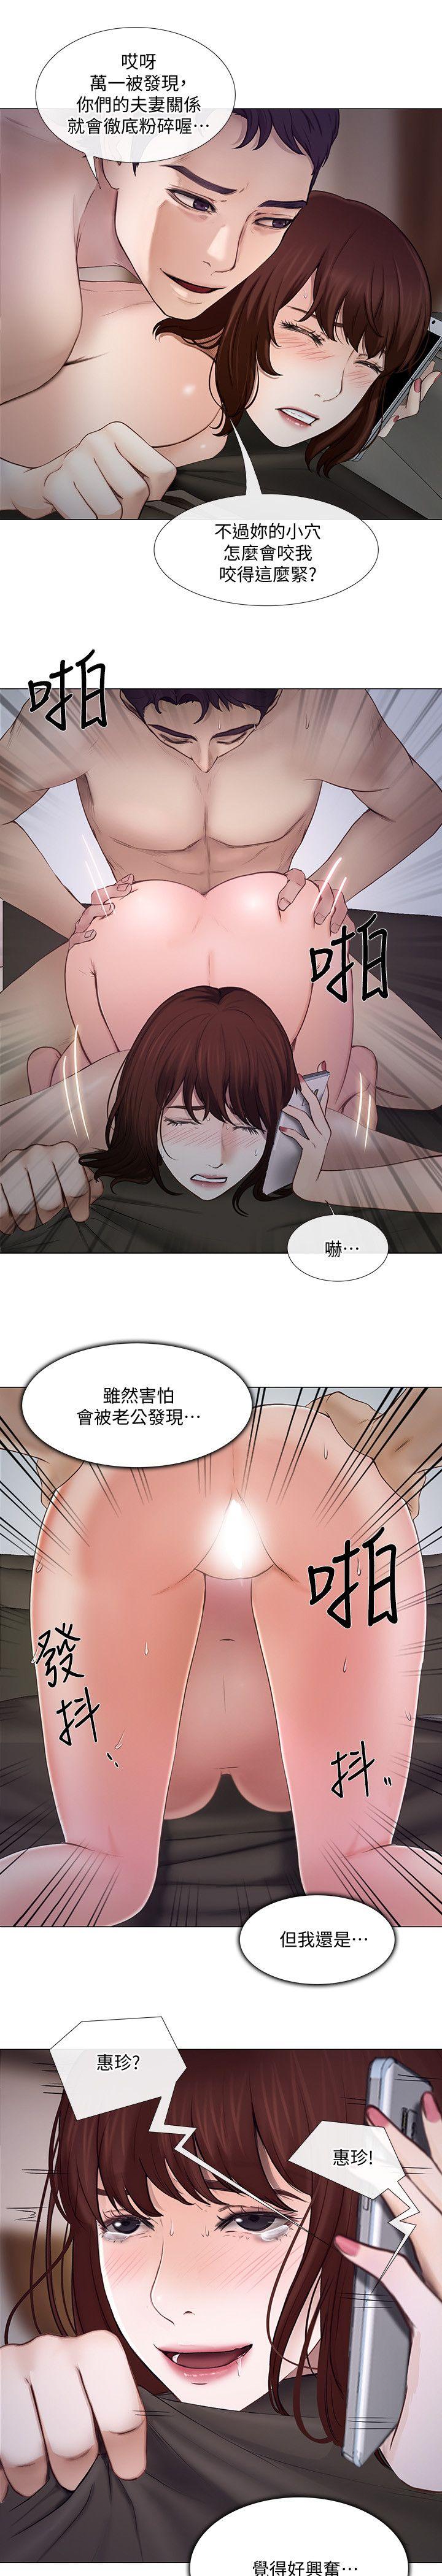 哎呀
萬一被發現，
你們的夫妻關係
就會徹底粉碎喔…
不過妳的小穴
怎麼會咬我
咬得這麼緊?
啪
啪
嚇…
雖然害怕
會被老公發現…
啪
發抖
抖
但我還是…
惠珍?
惠珍!
覺得好興奮…